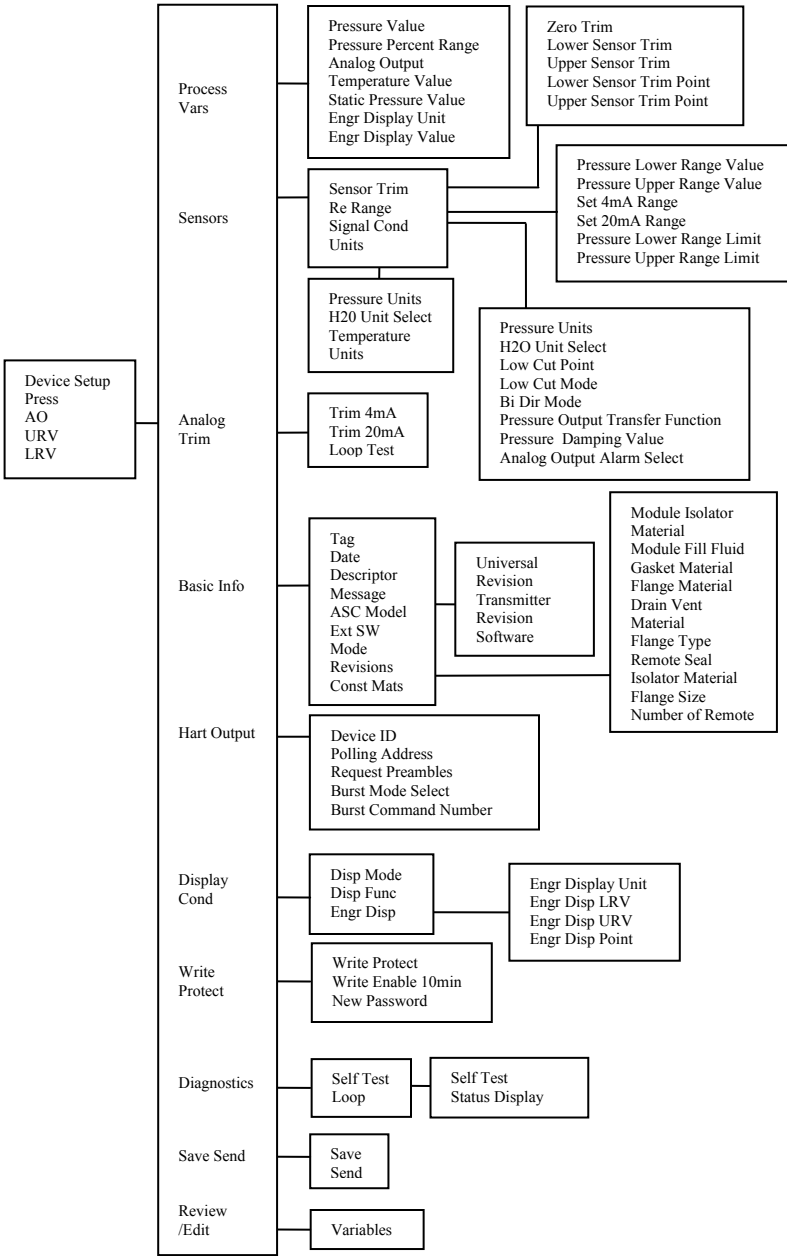 Device Setup
Press
AO
URV
LRV
Process
Vars
Pressure Value
Pressure Percent Range
Analog Output
Temperature Value
Static Pressure Value
Engr Display Unit
Engr Display Value
Zero Trim
Lower Sensor Trim
Upper Sensor Trim
Lower Sensor Trim Point
Upper Sensor Trim Point
Sensors
Sensor Trim
Re Range
Signal Cond
Units
Pressure Lower Range Value
Pressure Upper Range Value
Set 4mA Range
Set 20mA Range
Pressure Lower Range Limit
Pressure Upper Range Limit
Pressure Units
H20 Unit Select
Temperature
Units
Pressure Units
H2O Unit Select
Low Cut Point
Low Cut Mode
Bi Dir Mode
Pressure Output Transfer Function
Pressure Damping Value
Analog Output Alarm Select
Analog
Trim
Trim 4mA
Trim 20mA
Loop Test
Basic Info
Tag
Date
Descriptor
Message
ASC Model
Ext SW
Mode
Revisions
Const Mats
Universal
Revision
Transmitter
Revision
Software
Module Isolator
Material
Module Fill Fluid
Gasket Material
Flange Material
Drain Vent
Material
Flange Type
Remote Seal
Isolator Material
Flange Size
Number of Remote
Hart Output
Device ID
Polling Address
Request Preambles
Burst Mode Select
Burst Command Number
Display
Cond
Disp Mode
Disp Func
Engr Disp
Engr Display Unit
Engr Disp LRV
Engr Disp URV
Engr Disp Point
Write
Protect
Write Protect
Write Enable 10min
New Password
Diagnostics
Self Test
Loop
Self Test
Status Display
Save Send
Save
Send
Review
/Edit
Variables